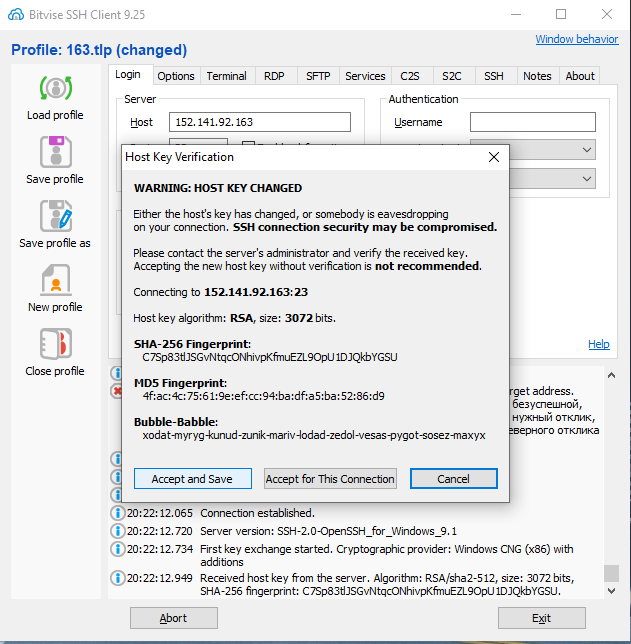 Bitvise SSH Client 9.25
Profile: 163.tlp (changed)
Window behavior
Load profile
Save profile
Save profile as
New profile
Close profile
Login Options Terminal RDP SFTP Services C2S S2C SSH Notes About
Server
Host 152.141.92.163
Authentication
Username
Host Key Verification
WARNING: HOST KEY CHANGED
Either the host's key has changed, or somebody is eavesdropping
on your connection. SSH connection security may be compromised.
Please contact the server's administrator and verify the received key.
Accepting the new host key without verification is not recommended.
Connecting to 152.141.92.163:23
Host key algorithm: RSA, size: 3072 bits.
SHA-256 Fingerprint:
C7Sp83tlJSGvNtqcONhivpKfmuEZL9OpU1DJQkbYGSU
MD5 Fingerprint:
4f:ac:4c:75:61:9e:ef:cc:94:ba:df:a5:ba:52:86:d9
Bubble-Babble:
xodat-myryg-kunud-zunik-mariv-lodad-zedol-vesas-pygot-sosez-maxyx
Accept and Save
Accept for This Connection
Cancel
Help
rget address.
безуспешной,
нужный отклик,
еверного отклика
20:22:12.065 Connection established.
20:22:12.720 Server version: SSH-2.0-OpenSSH_for_Windows_9.1
20:22:12.734 First key exchange started. Cryptographic provider: Windows CNG (x86) with
additions
20:22:12.949 Received host key from the server. Algorithm: RSA/sha2-512, size: 3072 bits,
SHA-256 fingerprint: C7Sp83tlJSGvNtqcONhivpKfmuEZL9OpU1DJQkbYGSU.
Abort
Exit